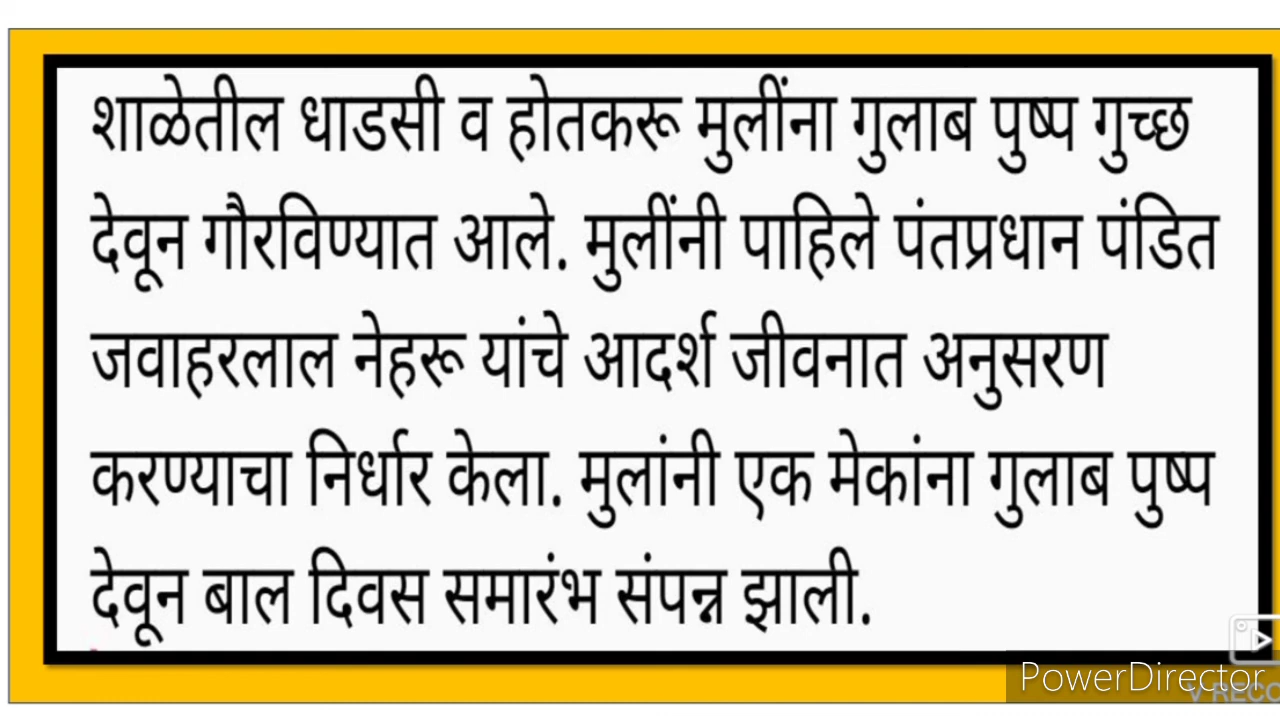 शाळेतील धाडसी व होतकरू मुलींना गुलाब पुष्प गुच्छ
देवून गौरविण्यात आले. मुलींनी पाहिले पंतप्रधान पंडित
जवाहरलाल नेहरू यांचे आदर्श जीवनात अनुसरण
करण्याचा निर्धार केला. मुलांनी एक मेकांना गुलाब पुष्प
देवून बाल दिवस समारंभ संपन्न झाली.
PowerDirector
V RECO